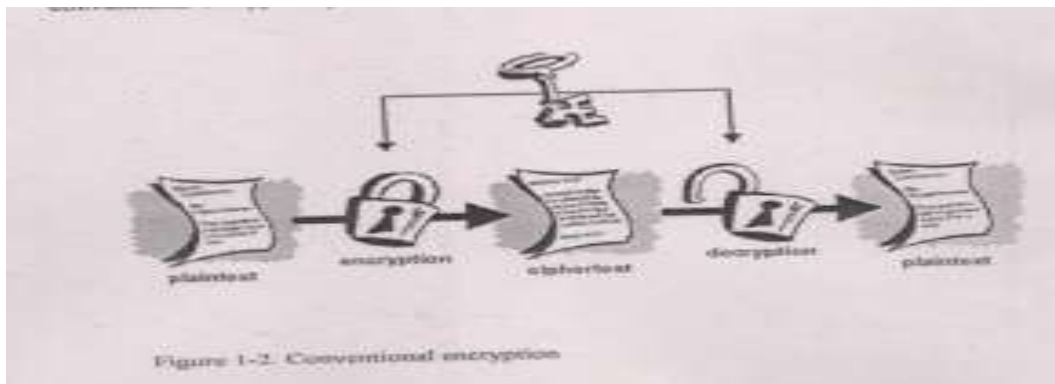 plaintext
encryption
ciphertext
decryption
plaintext
Figure 1-2. Conventional encryption